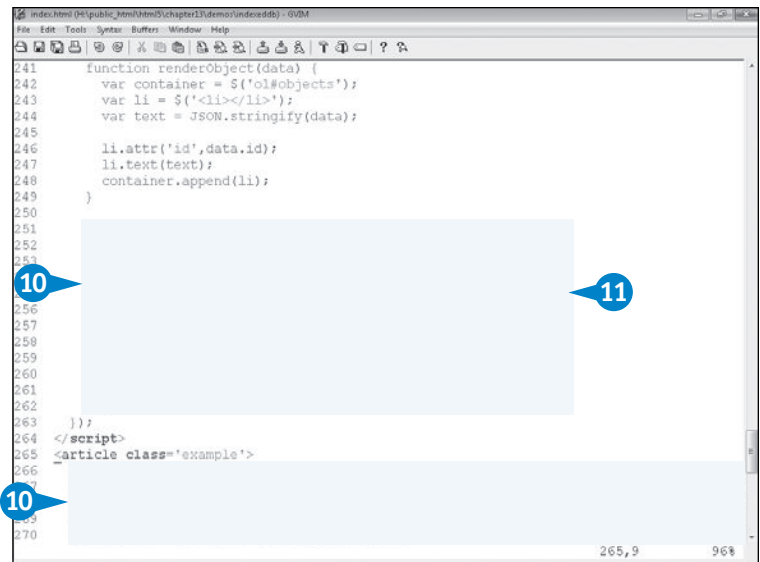 index.html (H:\public_html\html5\chapter13\demos\indexeddb) - GVIM
File Edit Tools Syntax Buffers Window Help
241 function renderObject(data) {
242 var container = $('ol#objects');
243 var li = $('<li></li>');
244 var text = JSON.stringify(data);
245
246 li.attr('id',data.id);
247 li.text(text);
248 container.append(li);
249 }
250
251
252
253
10
11
256
257
258
259
260
261
262
263 });
264 </script>
265 <article class='example'>
266
10
270
265,9 96%